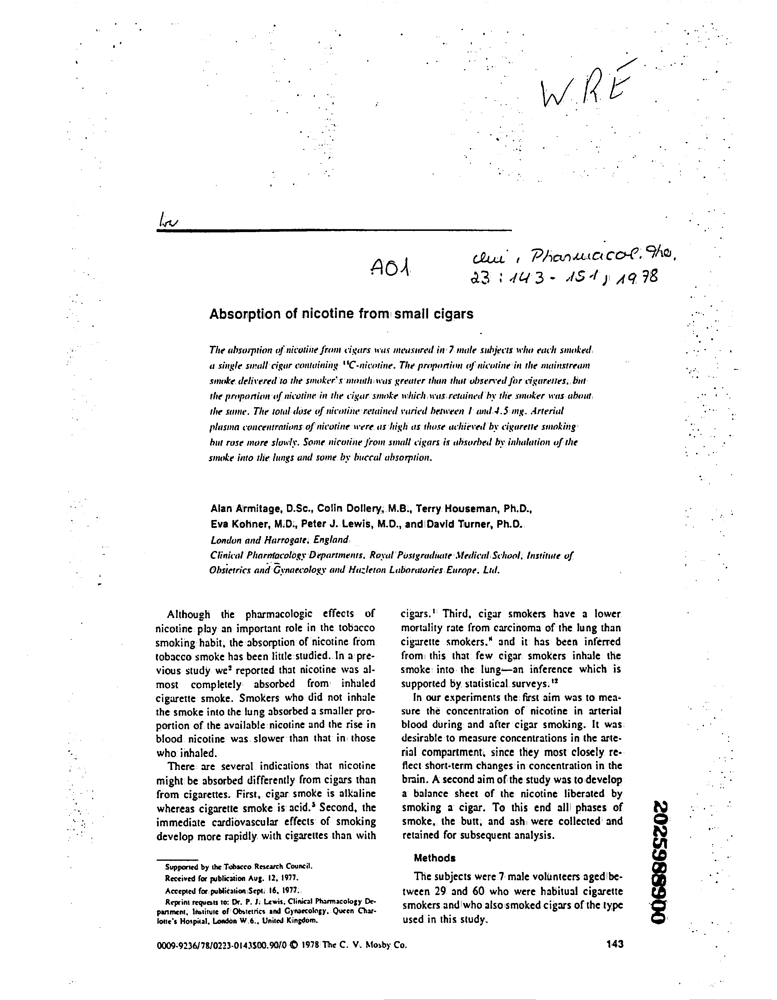 WRE
A01
Clin. Pharmacol. The.
23 : 143 - 151, 1978
Absorption of nicotine from small cigars
The absorption of nicotine from cigars was measured in 7 male subjects who each smoked
a single small cigar containing ¹⁴C-nicotine. The proportion of nicotine in the mainstream
smoke delivered to the smoker's mouth was greater than that observed for cigarettes, but
the proportion of nicotine in the cigar smoke which was retained by the smoker was about
the same. The total dose of nicotine retained varied between 1 and 4.5 mg. Arterial
plasma concentrations of nicotine were as high as those achieved by cigarette smoking
but rose more slowly. Some nicotine from small cigars is absorbed by inhalation of the
smoke into the lungs and some by buccal absorption.
Alan Armitage, D.Sc., Colin Dollery, M.B., Terry Houseman, Ph.D.,
Eva Kohner, M.D., Peter J. Lewis, M.D., and David Turner, Ph.D.
London and Harrogate, England
Clinical Pharmacology Departments, Royal Postgraduate Medical School, Institute of
Obstetrics and Gynaecology and Hazleton Laboratories Europe, Ltd.
Although the pharmacologic effects of
nicotine play an important role in the tobacco
smoking habit, the absorption of nicotine from
tobacco smoke has been little studied. In a pre-
vious study we² reported that nicotine was al-
most completely absorbed from inhaled
cigarette smoke. Smokers who did not inhale
the smoke into the lung absorbed a smaller pro-
portion of the available nicotine and the rise in
blood nicotine was slower than that in those
who inhaled.
There are several indications that nicotine
might be absorbed differently from cigars than
from cigarettes. First, cigar smoke is alkaline
whereas cigarette smoke is acid.³ Second, the
immediate cardiovascular effects of smoking
develop more rapidly with cigarettes than with
Supported by the Tobacco Research Council.
Received for publication Aug. 12, 1977.
Accepted for publication Sept. 16, 1977.
Reprint requests to: Dr. P. J. Lewis, Clinical Pharmacology De-
partment, Institute of Obstetrics and Gynaecology, Queen Char-
lotte's Hospital, London W.6., United Kingdom.
cigars.¹ Third, cigar smokers have a lower
mortality rate from carcinoma of the lung than
cigarette smokers,⁸ and it has been inferred
from this that few cigar smokers inhale the
smoke into the lung—an inference which is
supported by statistical surveys.¹²
In our experiments the first aim was to mea-
sure the concentration of nicotine in arterial
blood during and after cigar smoking. It was
desirable to measure concentrations in the arte-
rial compartment, since they most closely re-
flect short-term changes in concentration in the
brain. A second aim of the study was to develop
a balance sheet of the nicotine liberated by
smoking a cigar. To this end all phases of
smoke, the butt, and ash were collected and
retained for subsequent analysis.
Methods
The subjects were 7 male volunteers aged be-
tween 29 and 60 who were habitual cigarette
smokers and who also smoked cigars of the type
used in this study.
0009-9236/78/0223-0143$00.90/0 © 1978 The C. V. Mosby Co.
143
2025988900